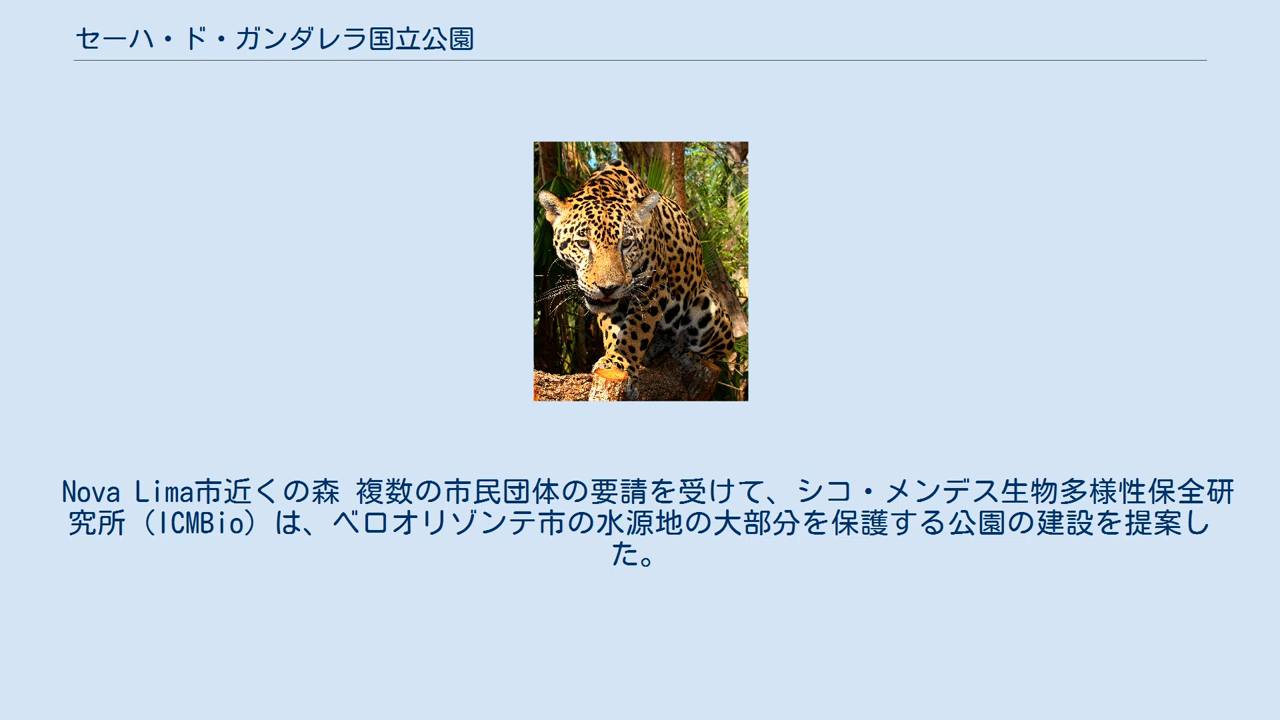 セーハ・ド・ガンダレラ国立公園
Nova Lima市近くの森 複数の市民団体の要請を受けて、シコ・メンデス生物多様性保全研
究所（ICMBio）は、ベロオリゾンテ市の水源地の大部分を保護する公園の建設を提案し
た。